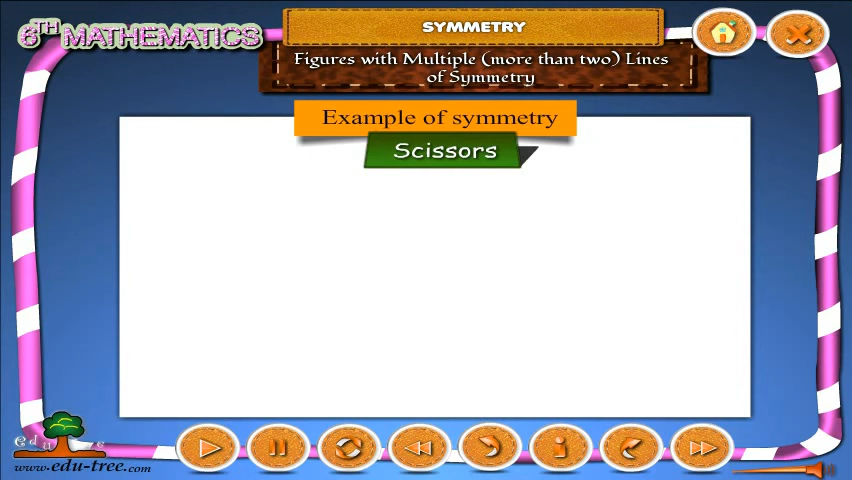 6TH MATHEMATICS
SYMMETRY
Figures with Multiple (more than two) Lines
of Symmetry
Example of symmetry
Scissors
www.edu-tree.com